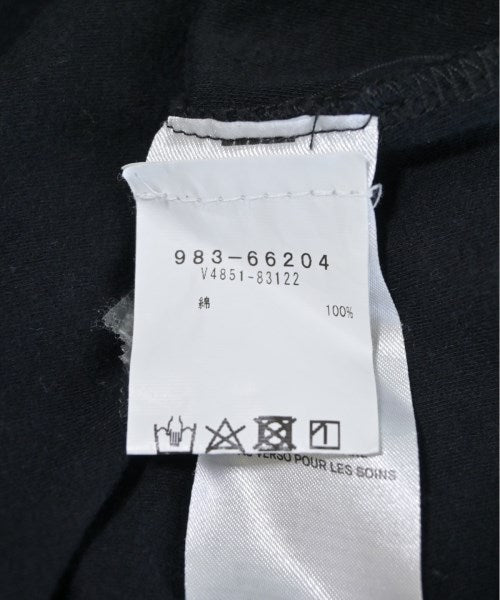 983-66204
V4851-83122
綿 100%
VERSO POUR LES SOINS